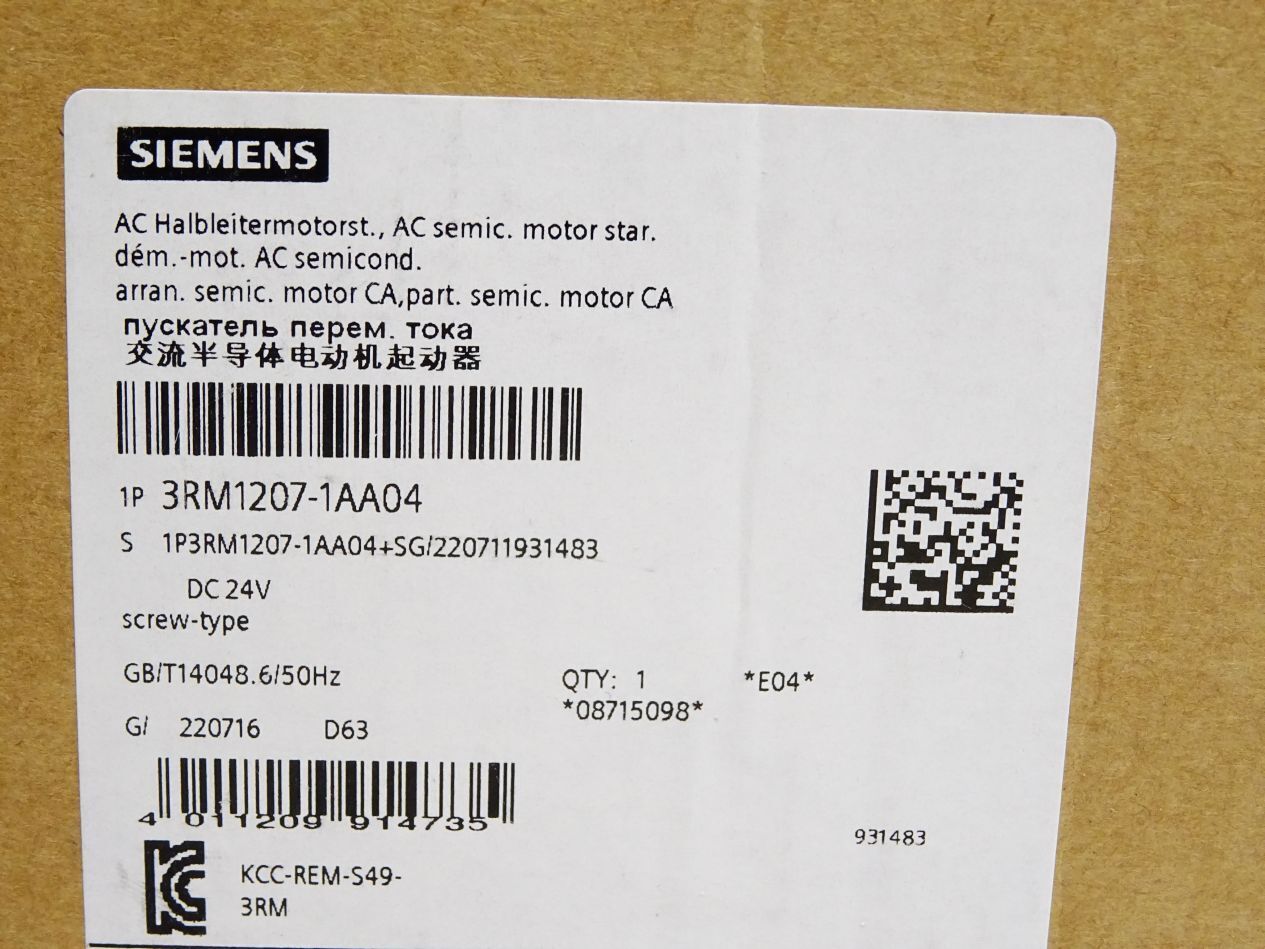 SIEMENS
AC Halbleitermotorst., AC semic. motor star.
dém.-mot. AC semicond.
arran. semic. motor CA,part. semic. motor CA
пускатель перем. тока
交流半导体电动机起动器
1P 3RM1207-1AA04
S 1P3RM1207-1AA04+SG/220711931483
DC 24V
screw-type
GB/T14048.6/50Hz QTY: 1 *E04*
*08715098*
G/ 220716 D63
4 011209 914735
931483
KCC-REM-S49-
3RM